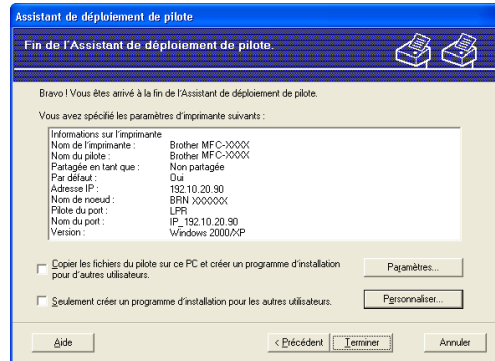 Assistant de déploiement de pilote
Fin de l'Assistant de déploiement de pilote.
Bravo ! Vous êtes arrivé à la fin de l'Assistant de déploiement de pilote.
Vous avez spécifié les paramètres d'imprimante suivants :
Informations sur l'imprimante
Nom de l'imprimante : Brother MFC-XXXX
Nom du pilote : Brother MFC-XXXX
Partagée en tant que : Non partagée
Par défaut : Oui
Adresse IP : 192.10.20.90
Nom de noeud : BRN XXXXXX
Pilote du port : LPR
Nom du port : IP_192.10.20.90
Version : Windows 2000/XP
Copier les fichiers du pilote sur ce PC et créer un programme d'installation
pour d'autres utilisateurs.
Paramètres...
Seulement créer un programme d'installation pour les autres utilisateurs.
Personnaliser...
Aide
< Précédent
Terminer
Annuler